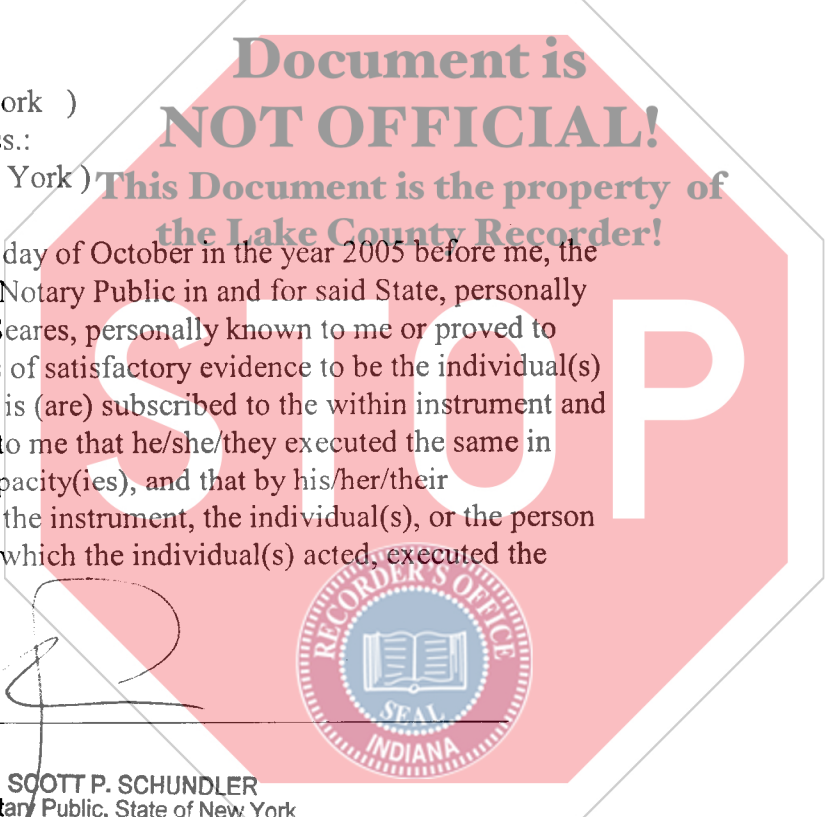 Document is
NOT OFFICIAL!
This Document is the property of
the Lake County Recorder!
ork )
s.:
York )
day of October in the year 2005 before me, the
Notary Public in and for said State, personally
eares, personally known to me or proved to
of satisfactory evidence to be the individual(s)
is (are) subscribed to the within instrument and
to me that he/she/they executed the same in
pacity(ies), and that by his/her/their
the instrument, the individual(s), or the person
which the individual(s) acted, executed the
STOP
RECORDER'S OFFICE
SEAL
INDIANA
SCOTT P. SCHUNDLER
tary Public, State of New York